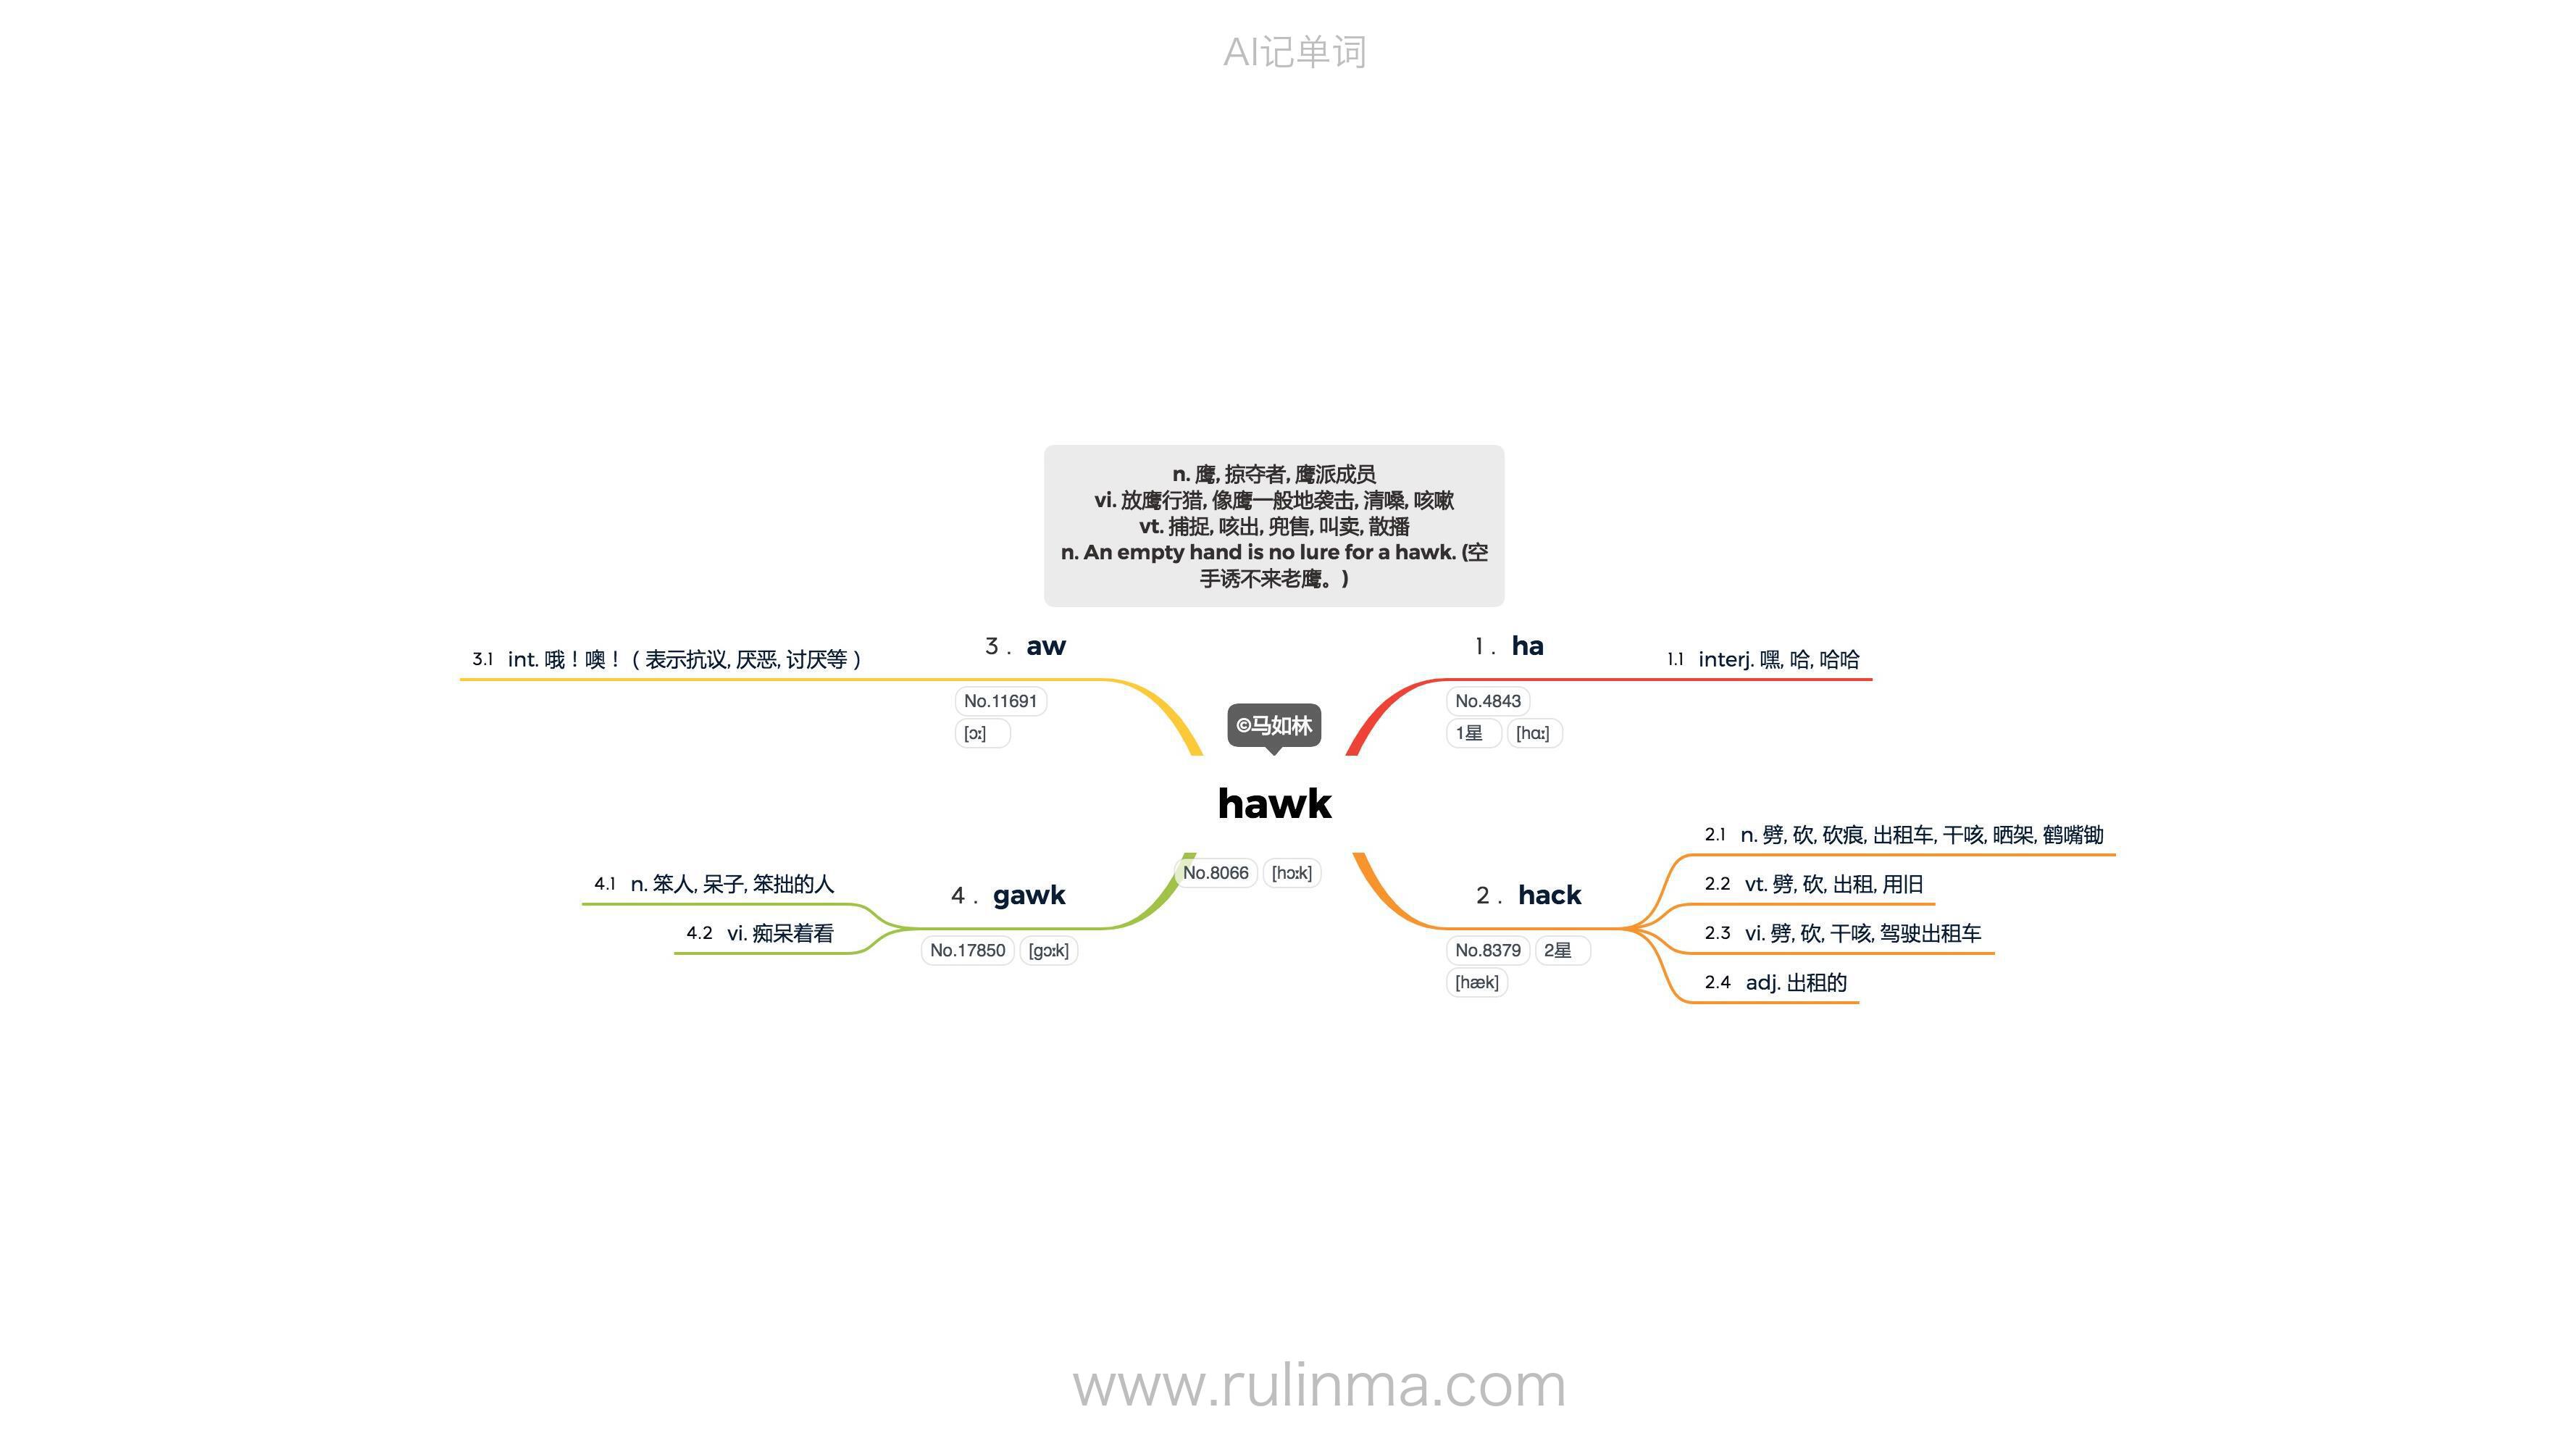 AI记单词
n. 鹰, 掠夺者, 鹰派成员
vi. 放鹰行猎, 像鹰一般地袭击, 清嗓, 咳嗽
vt. 捕捉, 咳出, 兜售, 叫卖, 散播
n. An empty hand is no lure for a hawk. (空
手诱不来老鹰。)
©马如林
hawk
No.8066 [hɔːk]
1. ha
No.4843
1星 [hɑː]
1.1 interj. 嘿, 哈, 哈哈
2. hack
No.8379 2星
[hæk]
2.1 n. 劈, 砍, 砍痕, 出租车, 干咳, 晒架, 鹤嘴锄
2.2 vt. 劈, 砍, 出租, 用旧
2.3 vi. 劈, 砍, 干咳, 驾驶出租车
2.4 adj. 出租的
3. aw
No.11691
[ɔː]
3.1 int. 哦！噢！（表示抗议, 厌恶, 讨厌等）
4. gawk
No.17850 [gɔːk]
4.1 n. 笨人, 呆子, 笨拙的人
4.2 vi. 痴呆着看
www.rulinma.com